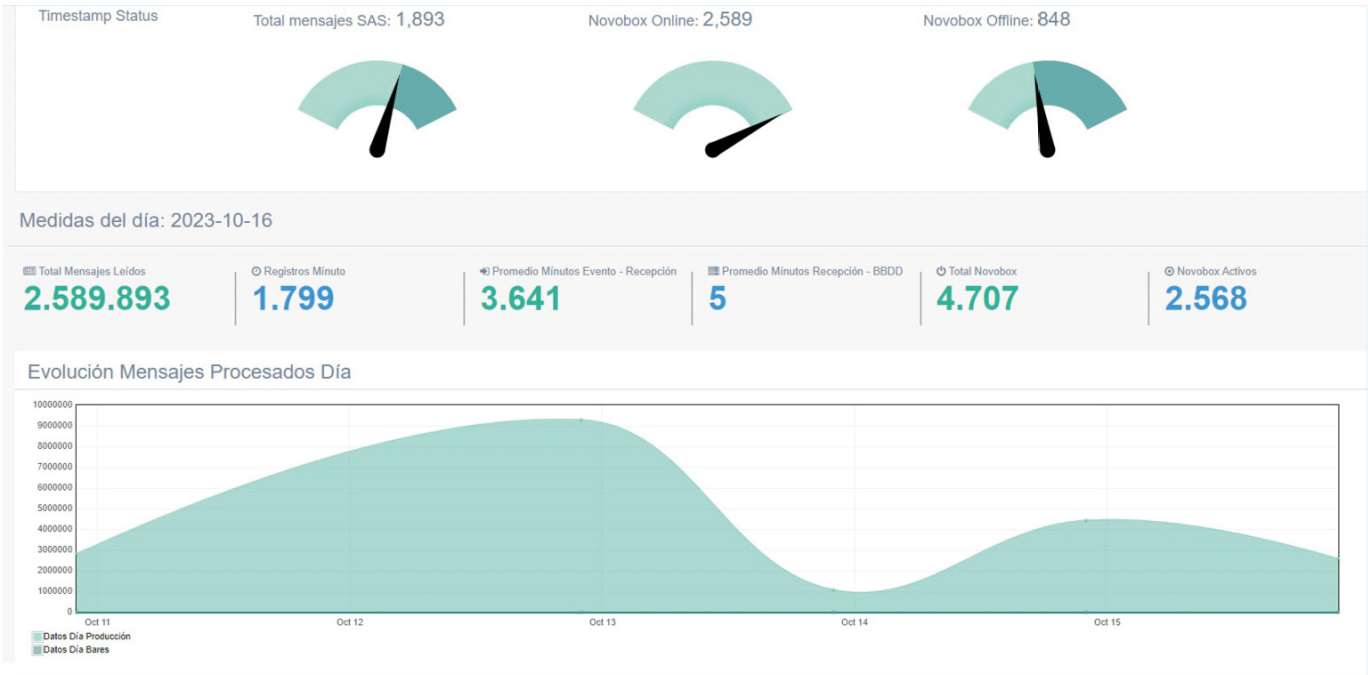 Timestamp Status
Total mensajes SAS: 1,893
Novobox Online: 2,589
Novobox Offline: 848
Medidas del día: 2023-10-16
Total Mensajes Leídos
2.589.893
Registros Minuto
1.799
Promedio Minutos Evento - Recepción
3.641
Promedio Minutos Recepción - BBDD
5
Total Novobox
4.707
Novobox Activos
2.568
Evolución Mensajes Procesados Día
10000000
9000000
8000000
7000000
6000000
5000000
4000000
3000000
2000000
1000000
0
Oct 11
Oct 12
Oct 13
Oct 14
Oct 15
Datos Día Producción
Datos Día Bares